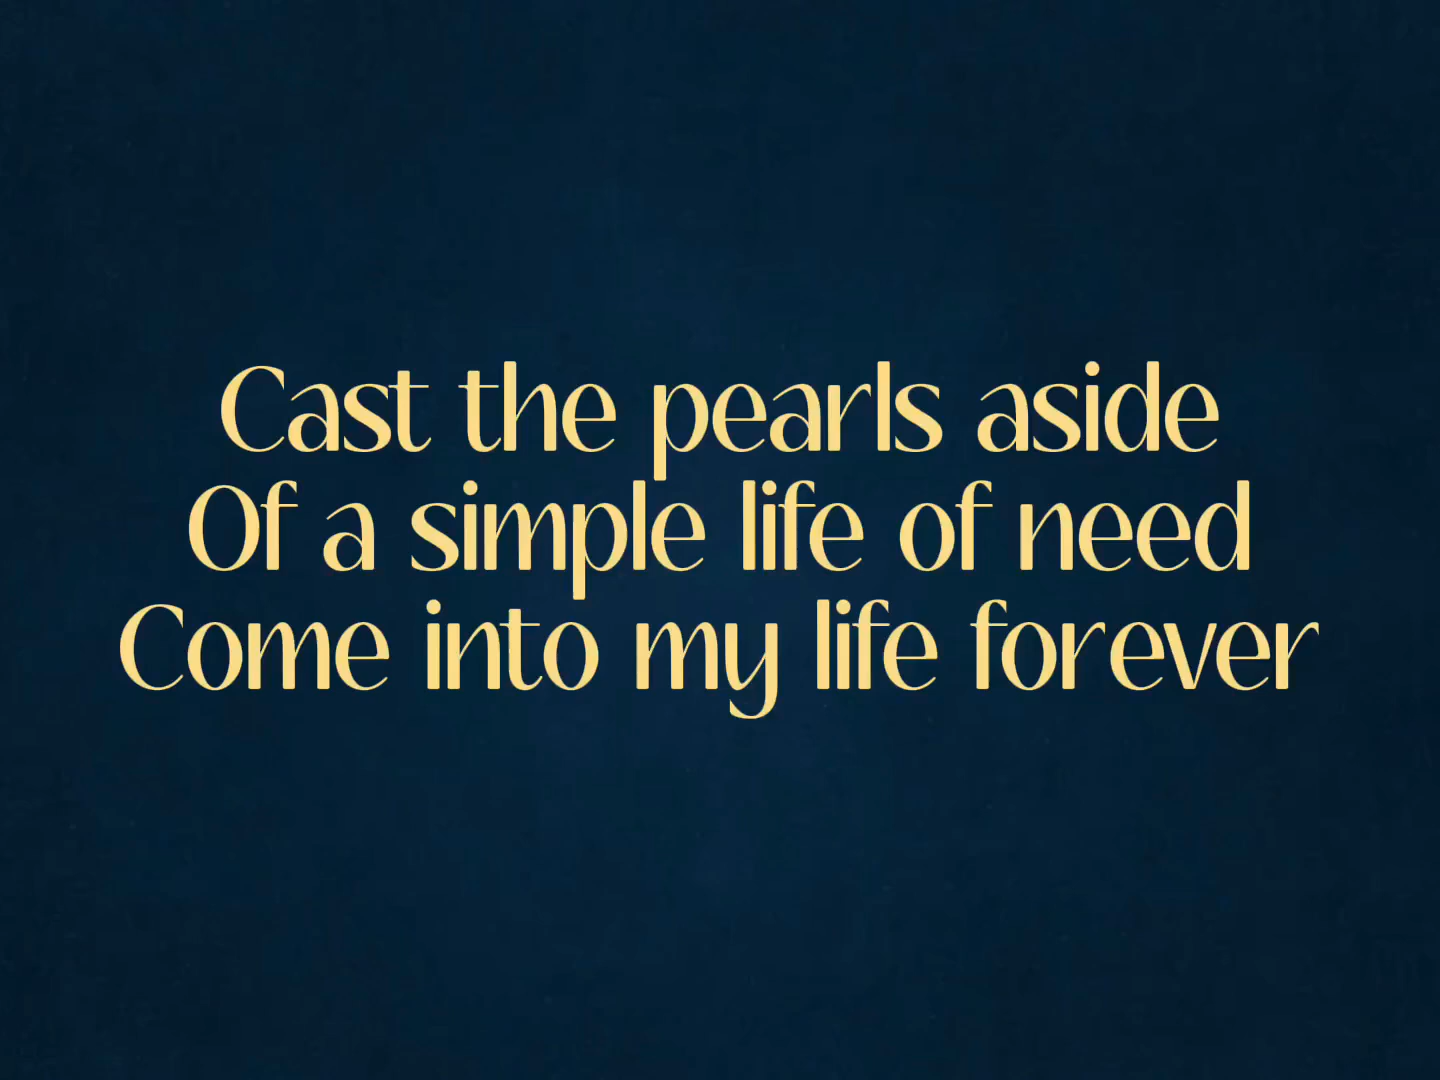 Cast the pearls aside
Of a simple life of need
Come into my life forever